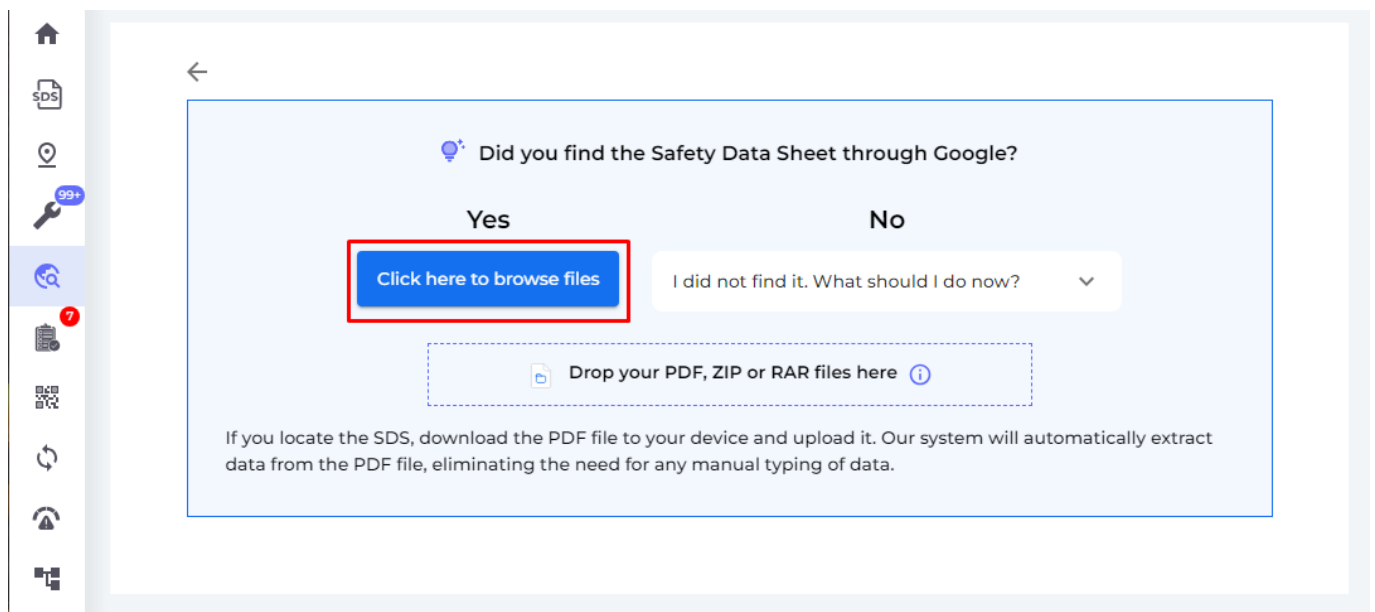 SDS
99+
7
Did you find the Safety Data Sheet through Google?
Yes
No
Click here to browse files
I did not find it. What should I do now?
Drop your PDF, ZIP or RAR files here
If you locate the SDS, download the PDF file to your device and upload it. Our system will automatically extract
data from the PDF file, eliminating the need for any manual typing of data.